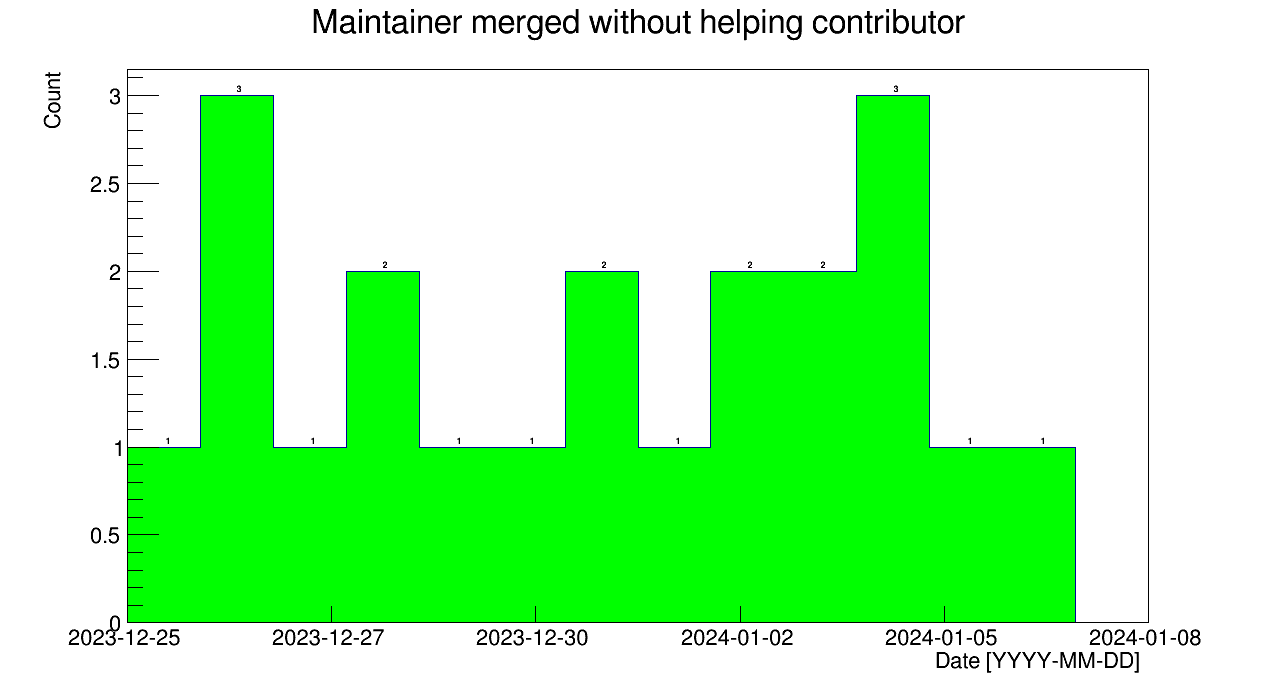 Maintainer merged without helping contributor
Count
3
2.5
2
1.5
1
0.5
0
1 3 1 2 1 1 2 1 2 2 3 1 1
2023-12-25 2023-12-27 2023-12-30 2024-01-02 2024-01-05 2024-01-08
Date [YYYY-MM-DD]